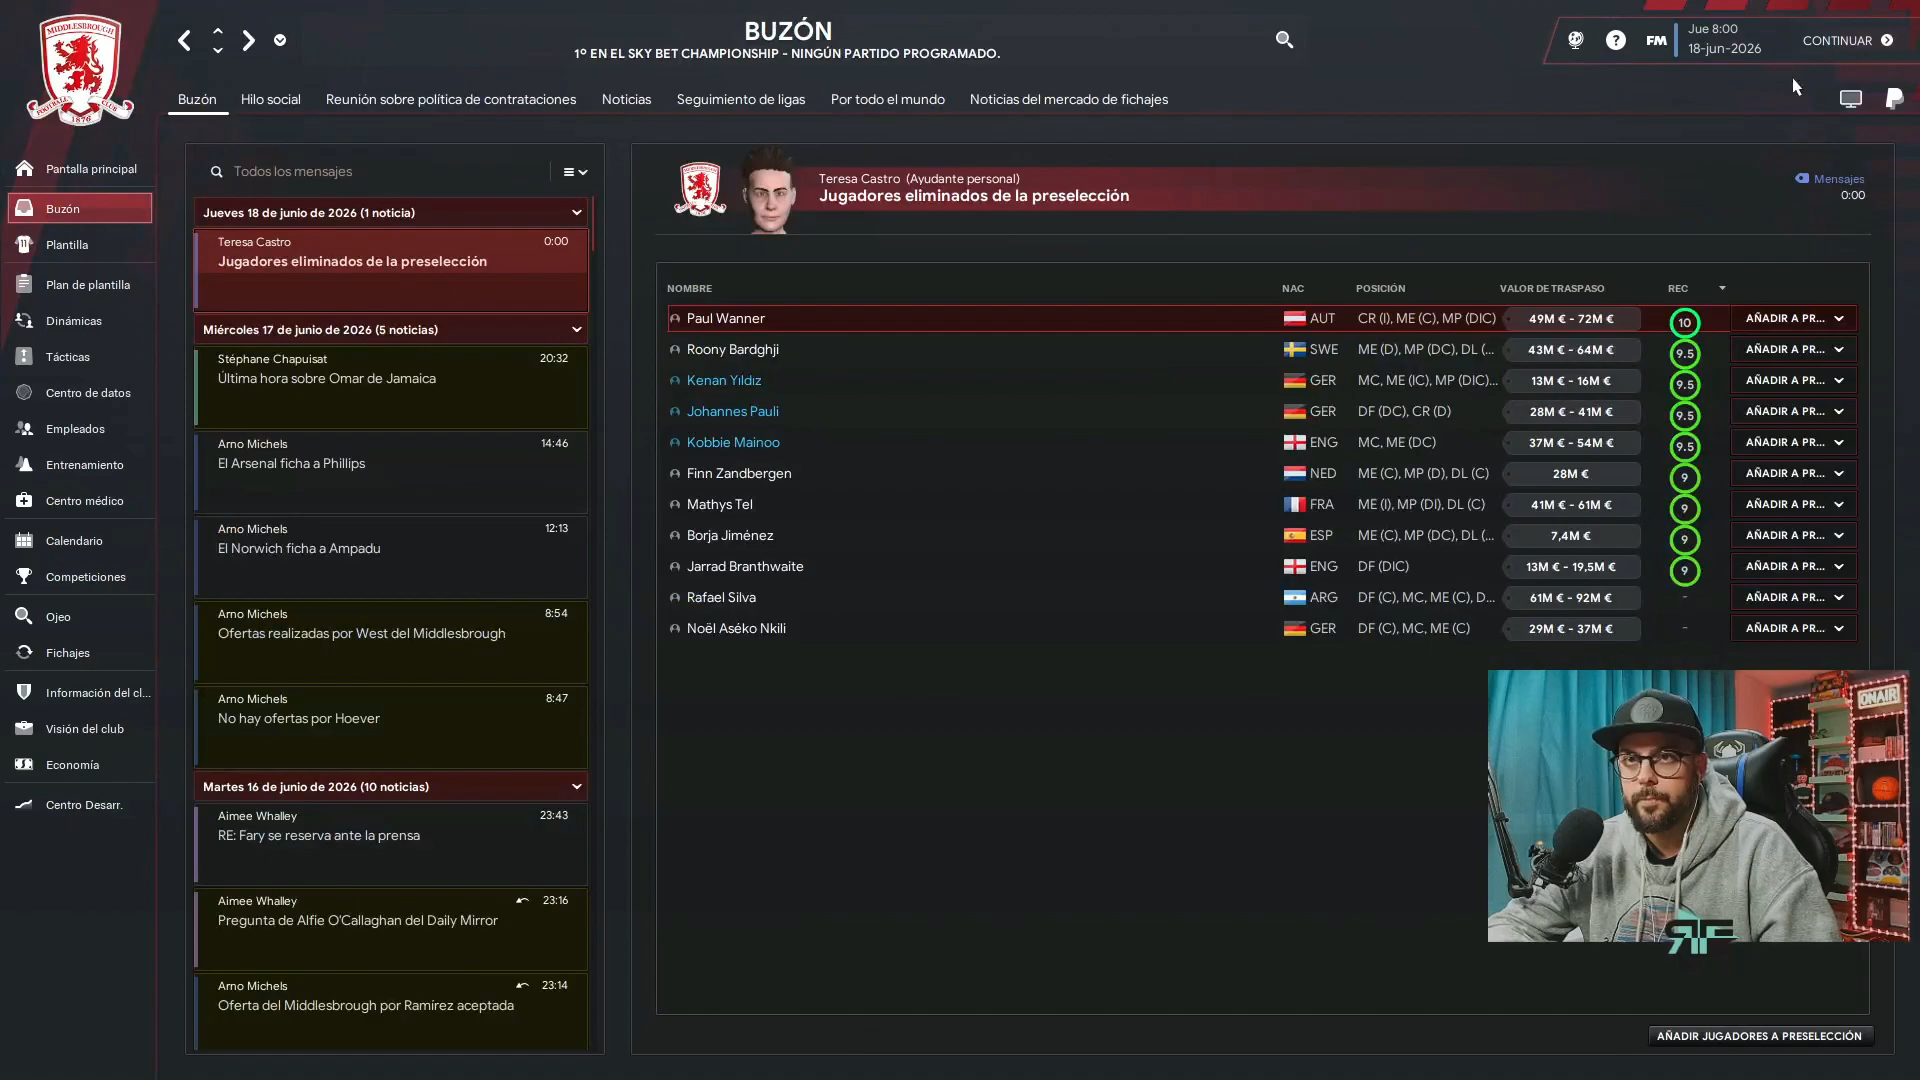 MIDDLESBROUGH
FOOTBALL CLUB
1876
BUZÓN
1º EN EL SKY BET CHAMPIONSHIP - NINGÚN PARTIDO PROGRAMADO.
FM
Jue 8:00
18-jun-2026
CONTINUAR
Buzón
Hilo social
Reunión sobre política de contrataciones
Noticias
Seguimiento de ligas
Por todo el mundo
Noticias del mercado de fichajes
Pantalla principal
Buzón
Plantilla
Plan de plantilla
Dinámicas
Tácticas
Centro de datos
Empleados
Entrenamiento
Centro médico
Calendario
Competiciones
Ojeo
Fichajes
Información del cl...
Visión del club
Economía
Centro Desarr.
Todos los mensajes
Jueves 18 de junio de 2026 (1 noticia)
Teresa Castro 0:00
Jugadores eliminados de la preselección
Miércoles 17 de junio de 2026 (5 noticias)
Stéphane Chapuisat 20:32
Última hora sobre Omar de Jamaica
Arno Michels 14:46
El Arsenal ficha a Phillips
Arno Michels 12:13
El Norwich ficha a Ampadu
Arno Michels 8:54
Ofertas realizadas por West del Middlesbrough
Arno Michels 8:47
No hay ofertas por Hoever
Martes 16 de junio de 2026 (10 noticias)
Aimee Whalley 23:43
RE: Fary se reserva ante la prensa
Aimee Whalley 23:16
Pregunta de Alfie O'Callaghan del Daily Mirror
Arno Michels 23:14
Oferta del Middlesbrough por Ramírez aceptada
Teresa Castro (Ayudante personal)
Jugadores eliminados de la preselección
Mensajes
0:00
NOMBRE NAC POSICIÓN VALOR DE TRASPASO REC
Paul Wanner AUT CR (I), ME (C), MP (DIC) 49M € - 72M € 10 AÑADIR A PR...
Roony Bardghji SWE ME (D), MP (DC), DL (... 43M € - 64M € 9.5 AÑADIR A PR...
Kenan Yıldız GER MC, ME (IC), MP (DIC)... 13M € - 16M € 9.5 AÑADIR A PR...
Johannes Pauli GER DF (DC), CR (D) 28M € - 41M € 9.5 AÑADIR A PR...
Kobbie Mainoo ENG MC, ME (DC) 37M € - 54M € 9.5 AÑADIR A PR...
Finn Zandbergen NED ME (C), MP (D), DL (C) 28M € 9 AÑADIR A PR...
Mathys Tel FRA ME (I), MP (DI), DL (C) 41M € - 61M € 9 AÑADIR A PR...
Borja Jiménez ESP ME (C), MP (DC), DL (... 7,4M € 9 AÑADIR A PR...
Jarrad Branthwaite ENG DF (DIC) 13M € - 19,5M € 9 AÑADIR A PR...
Rafael Silva ARG DF (C), MC, ME (C), D... 61M € - 92M € - AÑADIR A PR...
Noël Aséko Nkili GER DF (C), MC, ME (C) 29M € - 37M € - AÑADIR A PR...
ON AIR
AÑADIR JUGADORES A PRESELECCIÓN